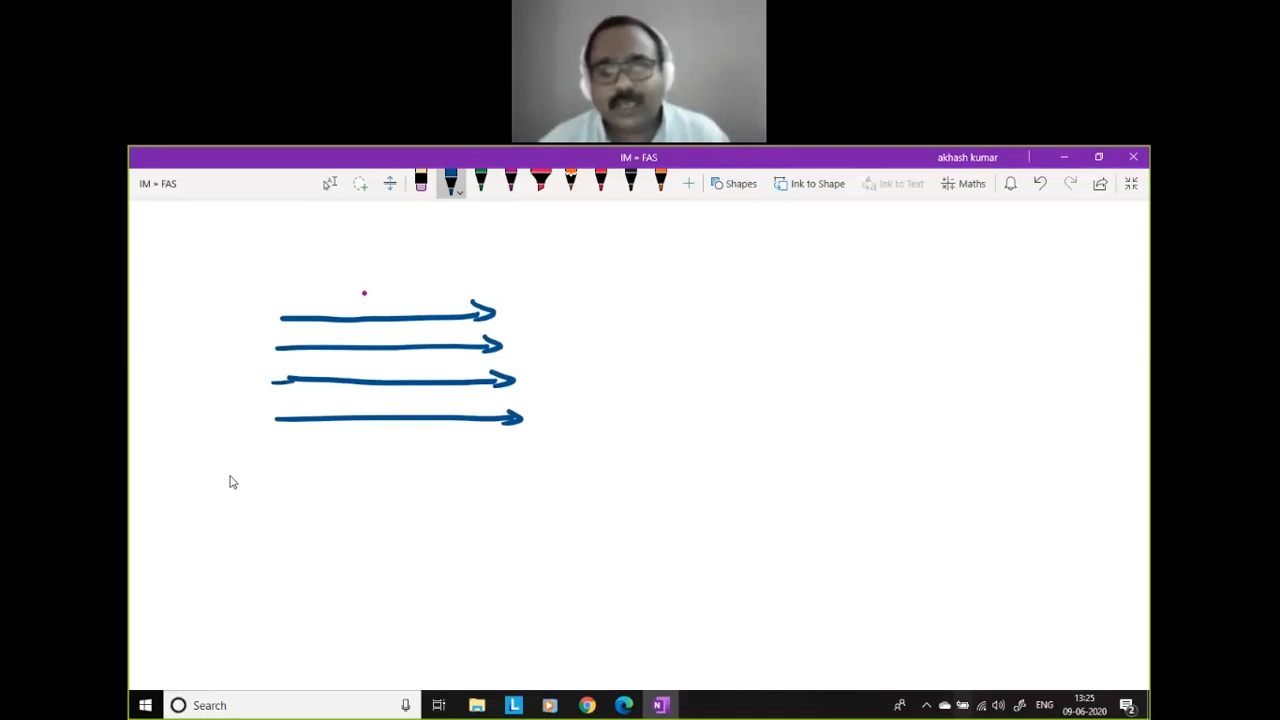 IM » FAS
akhash kumar
IM » FAS
Shapes
Ink to Shape
Ink to Text
Maths
Search
ENG
13:25
09-06-2020
2